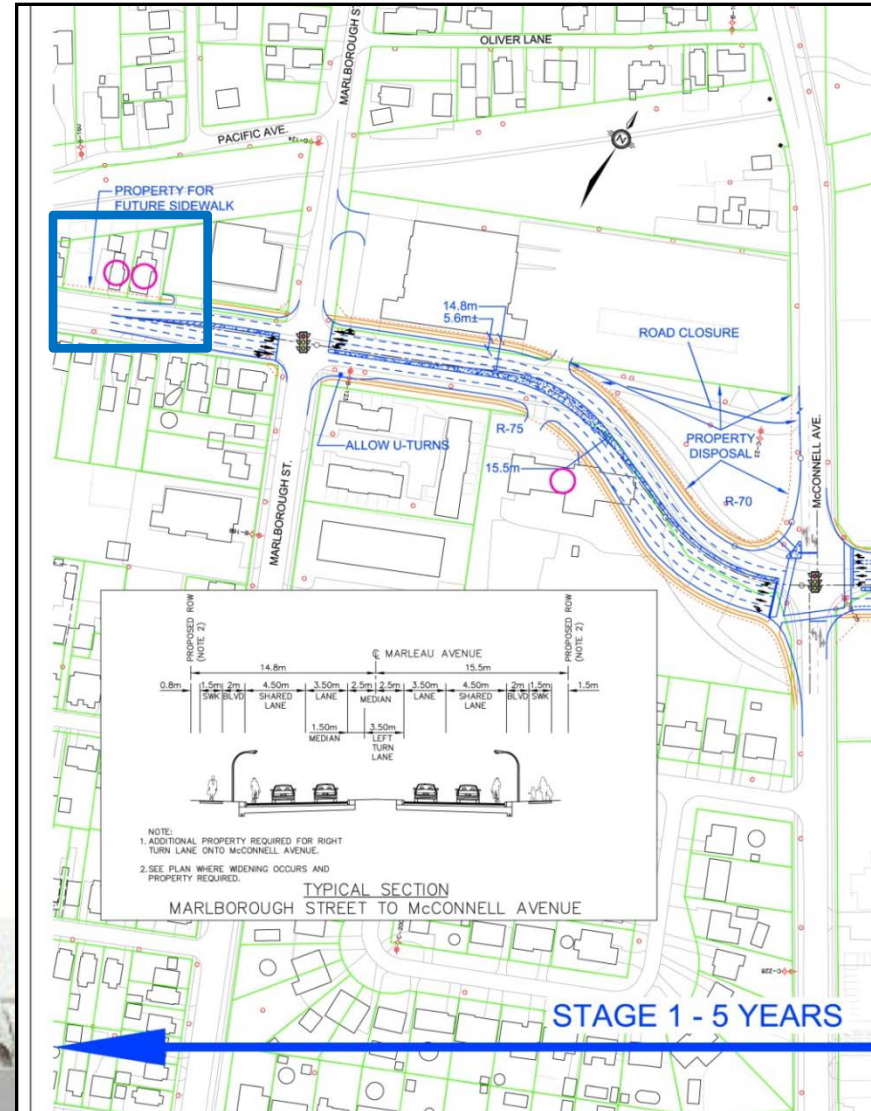 OLIVER LANE
MARLBOROUGH ST
PACIFIC AVE.
B-160
D-124
N
PROPERTY FOR
FUTURE SIDEWALK
14.8m
5.6m±
ROAD CLOSURE
ALLOW U-TURNS
R-75
15.5m
PROPERTY
DISPOSAL
C-23
R-70
McCONNELL AVE.
MARLBOROUGH ST.
PROPOSED ROW
(NOTE 2)
℄ MARLEAU AVENUE
PROPOSED ROW
(NOTE 2)
14.8m
15.5m
0.8m
1.5m
SWK
2m
BLVD
4.50m
SHARED
LANE
3.50m
LANE
2.5m
2.5m
MEDIAN
3.50m
LANE
4.50m
SHARED
LANE
2m
BLVD
1.5m
SWK
1.5m
1.50m
MEDIAN
3.50m
LEFT
TURN
LANE
NOTE:
1. ADDITIONAL PROPERTY REQUIRED FOR RIGHT
TURN LANE ONTO McCONNELL AVENUE.
2. SEE PLAN WHERE WIDENING OCCURS AND
PROPERTY REQUIRED.
TYPICAL SECTION
MARLBOROUGH STREET TO McCONNELL AVENUE
C-200
C-228
STAGE 1 - 5 YEARS